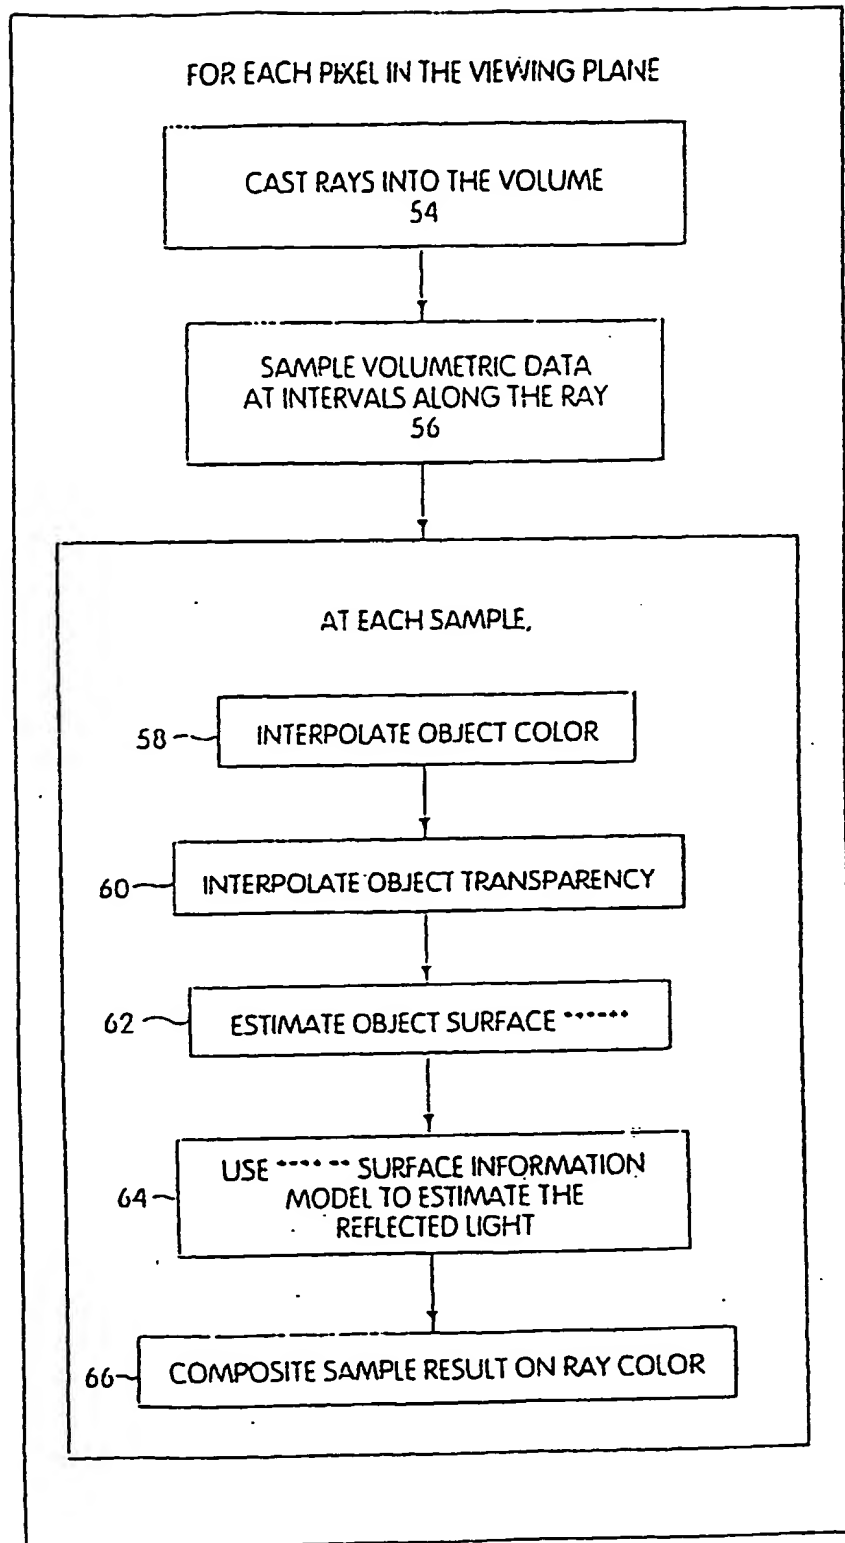 FOR EACH PIXEL IN THE VIEWING PLANE
CAST RAYS INTO THE VOLUME
54
SAMPLE VOLUMETRIC DATA
AT INTERVALS ALONG THE RAY
56
AT EACH SAMPLE,
58
INTERPOLATE OBJECT COLOR
60
INTERPOLATE OBJECT TRANSPARENCY
62
ESTIMATE OBJECT SURFACE
64
USE SURFACE INFORMATION
MODEL TO ESTIMATE THE
REFLECTED LIGHT
66
COMPOSITE SAMPLE RESULT ON RAY COLOR